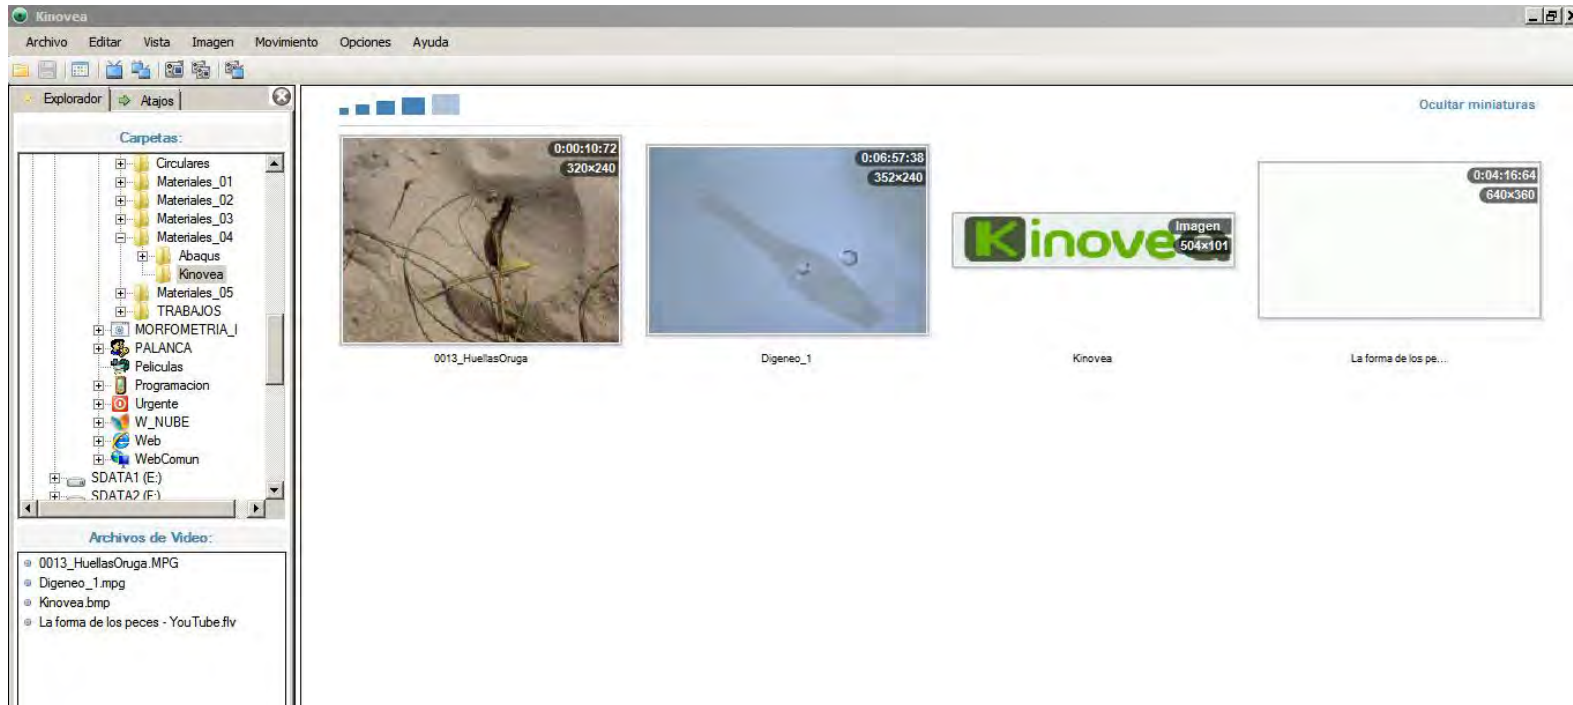 Kinovea
Archivo Editar Vista Imagen Movimiento Opciones Ayuda
Explorador Atajos
Carpetas:
Circulares
Materiales_01
Materiales_02
Materiales_03
Materiales_04
Abaqus
Kinovea
Materiales_05
TRABAJOS
MORFOMETRIA_I
PALANCA
Peliculas
Programacion
Urgente
W_NUBE
Web
WebComun
SDATA1 (E:)
SDATA2 (F:)
Archivos de Video:
0013_HuellasOruga.MPG
Digeneo_1.mpg
Kinovea.bmp
La forma de los peces - YouTube.flv
Ocultar miniaturas
0:00:10:72
320×240
0013_HuellasOruga
0:06:57:38
352×240
Digeneo_1
Kinovea
Imagen
504×101
Kinovea
0:04:16:64
640×360
La forma de los pe...